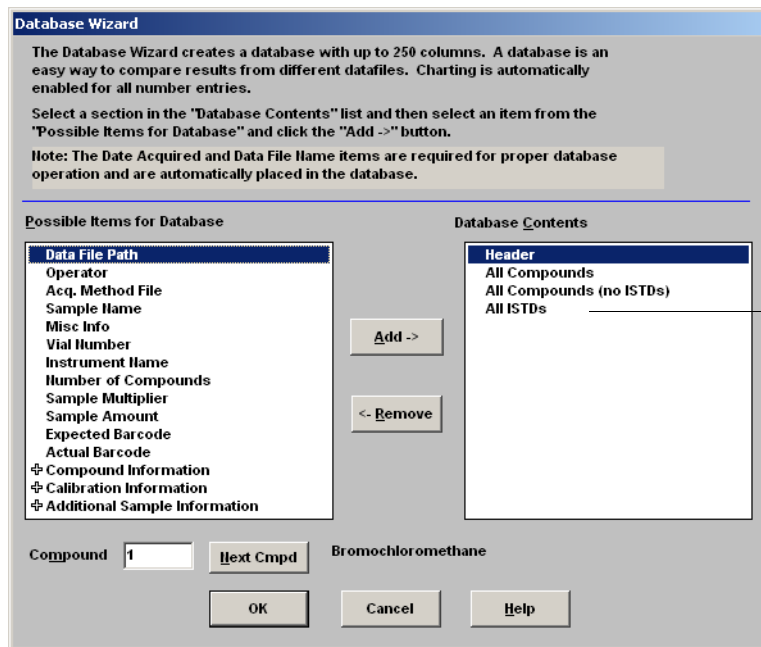 Database Wizard
The Database Wizard creates a database with up to 250 columns. A database is an
easy way to compare results from different datafiles. Charting is automatically
enabled for all number entries.
Select a section in the "Database Contents" list and then select an item from the
"Possible Items for Database" and click the "Add ->" button.
Note: The Date Acquired and Data File Name items are required for proper database
operation and are automatically placed in the database.
Possible Items for Database
Data File Path
Operator
Acq. Method File
Sample Name
Misc Info
Vial Number
Instrument Name
Number of Compounds
Sample Multiplier
Sample Amount
Expected Barcode
Actual Barcode
Compound Information
Calibration Information
Additional Sample Information
Add ->
<- Remove
Database Contents
Header
All Compounds
All Compounds (no ISTDs)
All ISTDs
Compound 1 Next Cmpd Bromochloromethane
OK Cancel Help